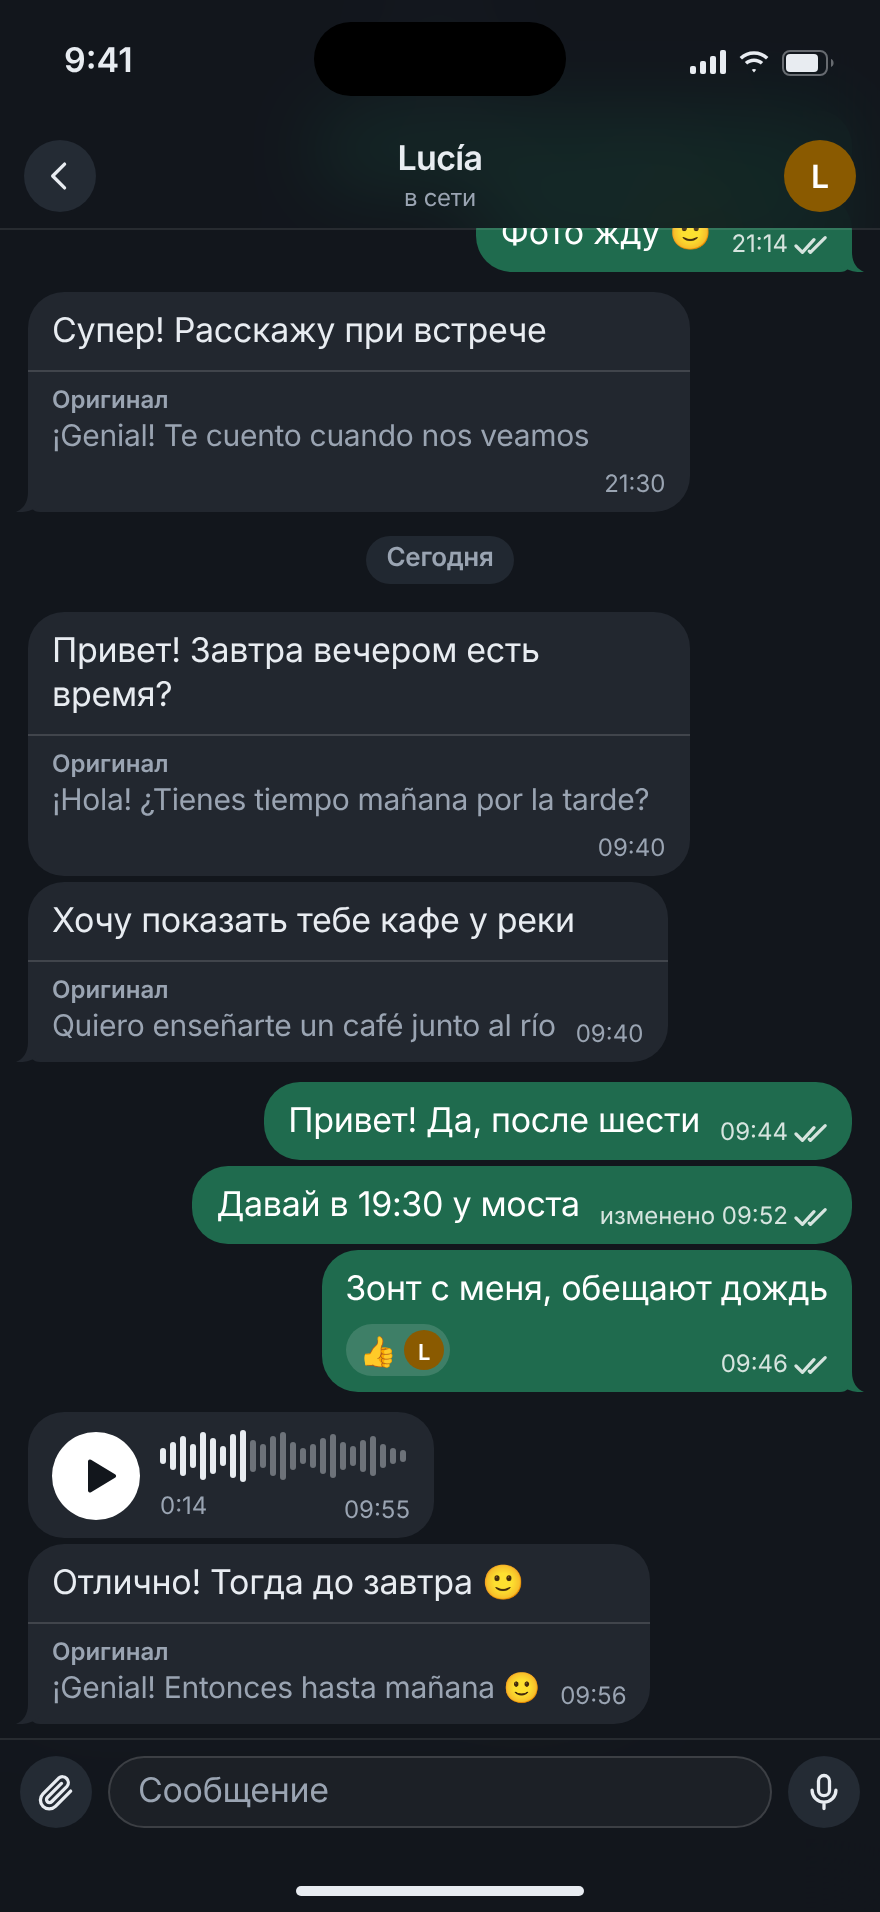 9:41
Lucía
в сети
L
Фото жду 🙂 21:14
Супер! Расскажу при встрече
Оригинал
¡Genial! Te cuento cuando nos veamos
21:30
Сегодня
Привет! Завтра вечером есть
время?
Оригинал
¡Hola! ¿Tienes tiempo mañana por la tarde?
09:40
Хочу показать тебе кафе у реки
Оригинал
Quiero enseñarte un café junto al río 09:40
Привет! Да, после шести 09:44
Давай в 19:30 у моста изменено 09:52
Зонт с меня, обещают дождь
👍 L 09:46
0:14 09:55
Отлично! Тогда до завтра 🙂
Оригинал
¡Genial! Entonces hasta mañana 🙂 09:56
Сообщение